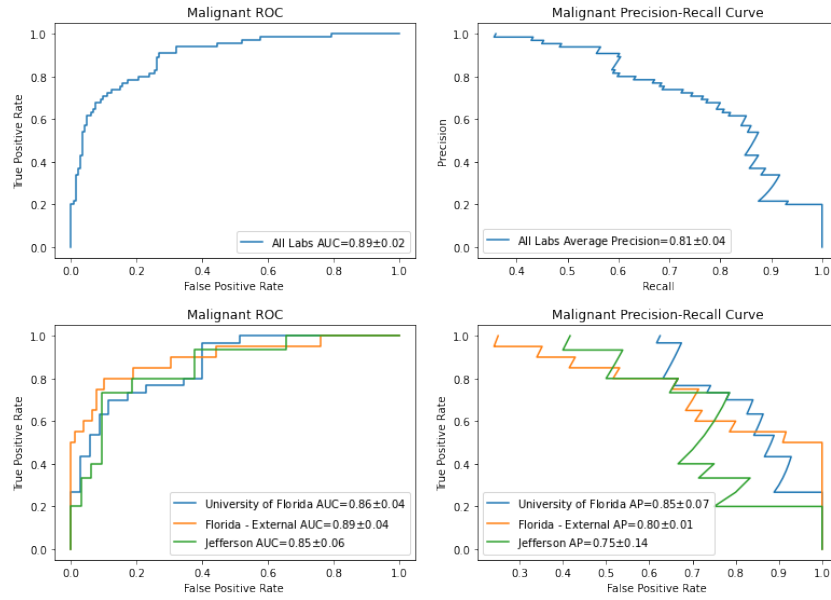 Malignant ROC
1.0
0.8
0.6
0.4
0.2
0.0
True Positive Rate
All Labs AUC=0.89±0.02
0.0 0.2 0.4 0.6 0.8 1.0
False Positive Rate
Malignant Precision-Recall Curve
1.0
0.8
0.6
0.4
0.2
0.0
Precision
All Labs Average Precision=0.81±0.04
0.4 0.5 0.6 0.7 0.8 0.9 1.0
Recall
Malignant ROC
1.0
0.8
0.6
0.4
0.2
0.0
True Positive Rate
University of Florida AUC=0.86±0.04
Florida - External AUC=0.89±0.04
Jefferson AUC=0.85±0.06
0.0 0.2 0.4 0.6 0.8 1.0
False Positive Rate
Malignant Precision-Recall Curve
1.0
0.8
0.6
0.4
0.2
0.0
True Positive Rate
University of Florida AP=0.85±0.07
Florida - External AP=0.80±0.01
Jefferson AP=0.75±0.14
0.3 0.4 0.5 0.6 0.7 0.8 0.9 1.0
False Positive Rate